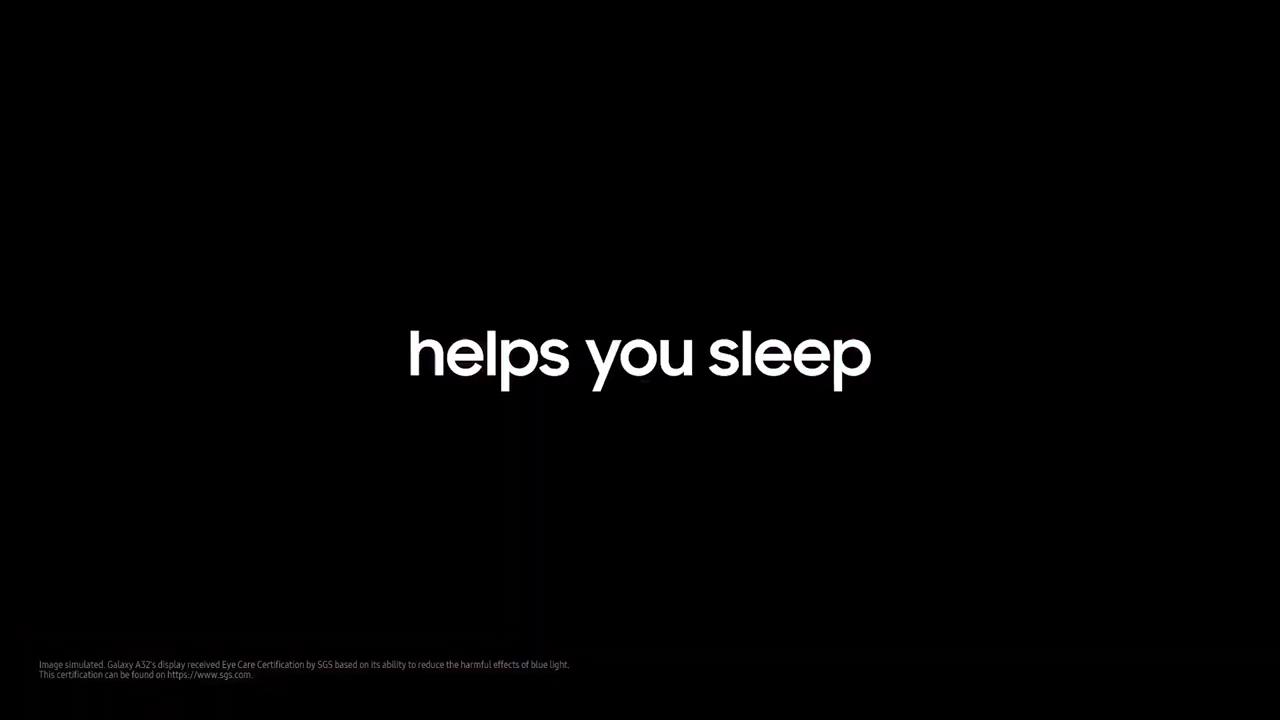 helps you sleep
Image simulated. Galaxy A32's display received Eye Care Certification by SGS based on its ability to reduce the harmful effects of blue light.
This certification can be found on https://www.sgs.com.